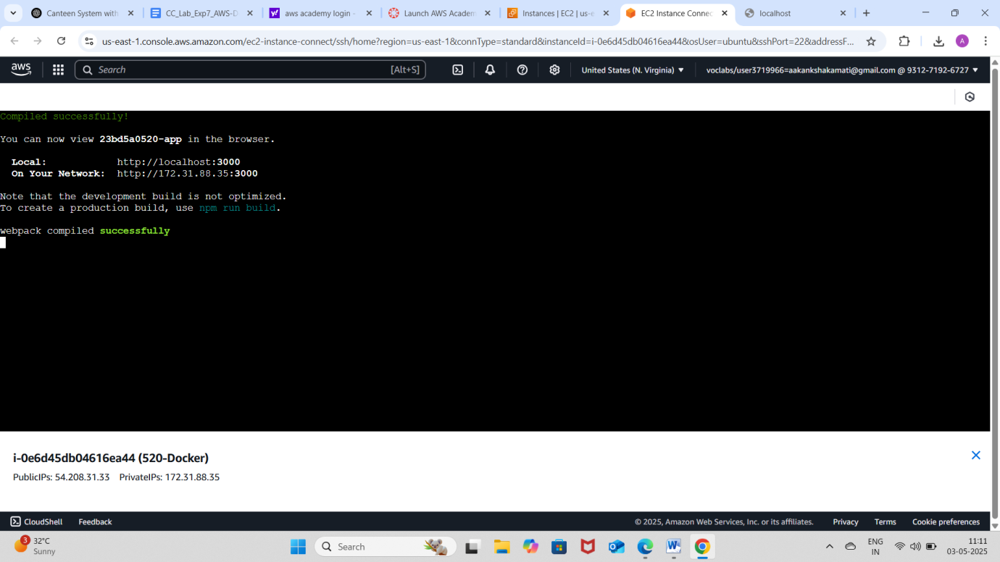 Canteen System with
CC_Lab_Exp7_AWS-D
aws academy login -
Launch AWS Academ
Instances | EC2 | us-e
EC2 Instance Connec
localhost
us-east-1.console.aws.amazon.com/ec2-instance-connect/ssh/home?region=us-east-1&connType=standard&instanceId=i-0e6d45db04616ea44&osUser=ubuntu&sshPort=22&addressF...
A
aws
Search
[Alt+S]
United States (N. Virginia)
voclabs/user3719966=aakankshakamati@gmail.com @ 9312-7192-6727
Compiled successfully!
You can now view 23bd5a0520-app in the browser.
Local: http://localhost:3000
On Your Network: http://172.31.88.35:3000
Note that the development build is not optimized.
To create a production build, use npm run build.
webpack compiled successfully
i-0e6d45db04616ea44 (520-Docker)
PublicIPs: 54.208.31.33 PrivateIPs: 172.31.88.35
CloudShell Feedback
© 2025, Amazon Web Services, Inc. or its affiliates. Privacy Terms Cookie preferences
3
32°C
Sunny
Search
ENG
IN
11:11
03-05-2025